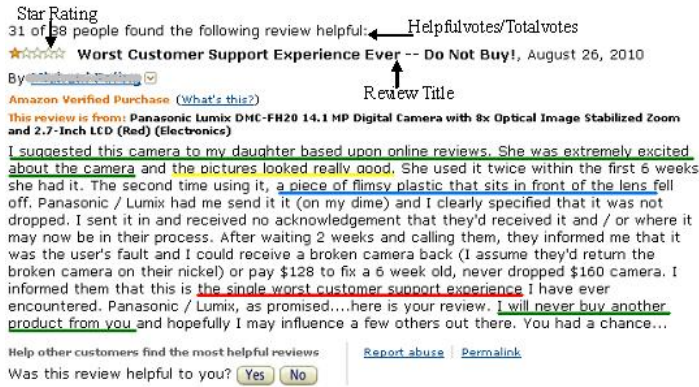 Star Rating
31 of 38 people found the following review helpful:
Helpfulvotes/Totalvotes
Worst Customer Support Experience Ever -- Do Not Buy!, August 26, 2010
Review Title
By
Amazon Verified Purchase (What's this?)
This review is from: Panasonic Lumix DMC-FH20 14.1 MP Digital Camera with 8x Optical Image Stabilized Zoom
and 2.7-Inch LCD (Red) (Electronics)
I suggested this camera to my daughter based upon online reviews. She was extremely excited
about the camera and the pictures looked really good. She used it twice within the first 6 weeks
she had it. The second time using it, a piece of flimsy plastic that sits in front of the lens fell
off. Panasonic / Lumix had me send it it (on my dime) and I clearly specified that it was not
dropped. I sent it in and received no acknowledgement that they'd received it and / or where it
may now be in their process. After waiting 2 weeks and calling them, they informed me that it
was the user's fault and I could receive a broken camera back (I assume they'd return the
broken camera on their nickel) or pay $128 to fix a 6 week old, never dropped $160 camera. I
informed them that this is the single worst customer support experience I have ever
encountered. Panasonic / Lumix, as promised....here is your review. I will never buy another
product from you and hopefully I may influence a few others out there. You had a chance...
Help other customers find the most helpful reviews
Report abuse | Permalink
Was this review helpful to you? Yes No